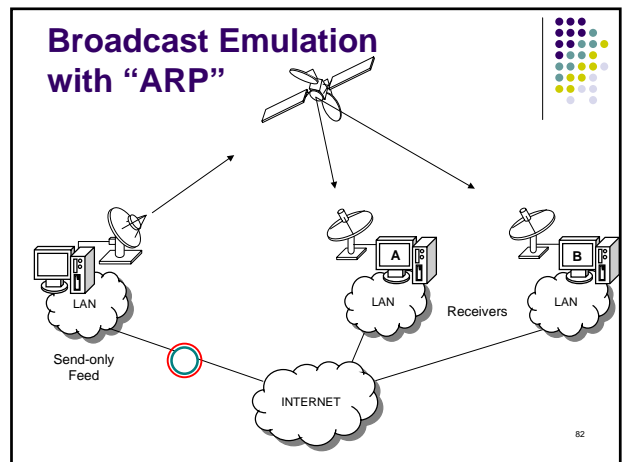 Broadcast Emulation
with “ARP”
A
B
LAN
LAN
Receivers
LAN
Send-only
Feed
INTERNET
82